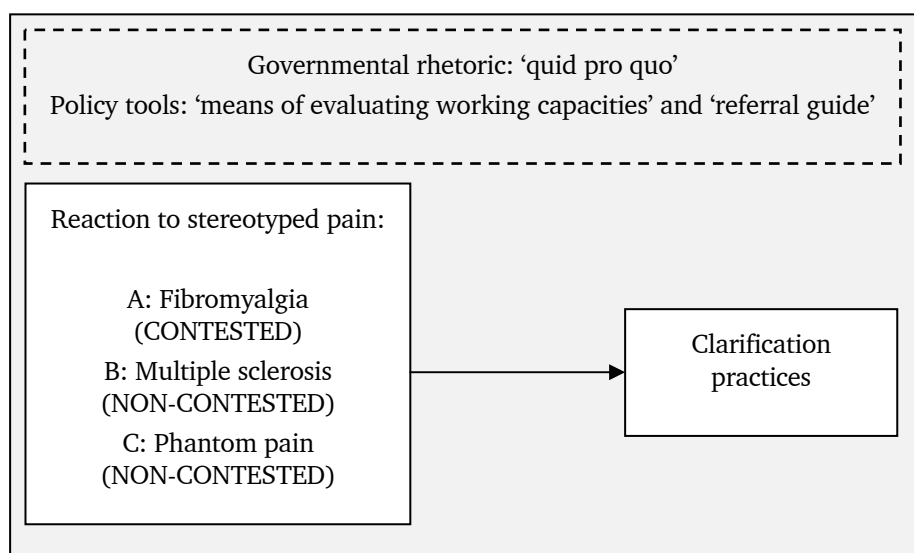 Governmental rhetoric: ‘quid pro quo’
Policy tools: ‘means of evaluating working capacities’ and ‘referral guide’
Reaction to stereotyped pain:
A: Fibromyalgia
(CONTESTED)
B: Multiple sclerosis
(NON-CONTESTED)
C: Phantom pain
(NON-CONTESTED)
Clarification
practices